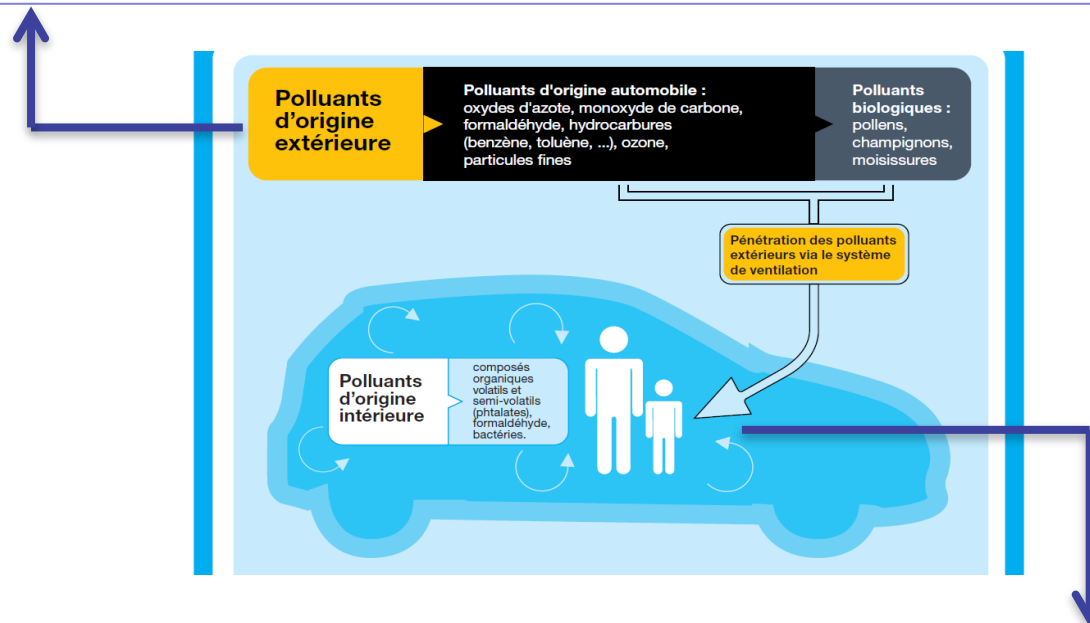 Polluants
d'origine
extérieure
Polluants d'origine automobile :
oxydes d'azote, monoxyde de carbone,
formaldéhyde, hydrocarbures
(benzène, toluène, ...), ozone,
particules fines
Polluants
biologiques :
pollens,
champignons,
moisissures
Pénétration des polluants
extérieurs via le système
de ventilation
Polluants
d'origine
intérieure
composés
organiques
volatils et
semi-volatils
(phtalates),
formaldéhyde,
bactéries.